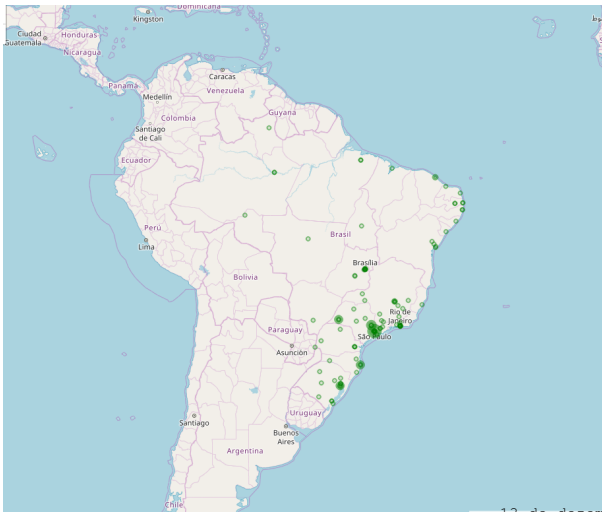 Dominicana
Kingston
Ciudad
Guatemala
Honduras
Nicaragua
Caracas
Panama
Medellín
Venezuela
Guyana
Colombia
Santiago
de Cali
Ecuador
Perú
Lima
Brasil
Brasília
Bolivia
Rio de
Janeiro
Paraguay
São Paulo
Asunción
Santiago
Uruguay
Buenos
Aires
Argentina
Chile